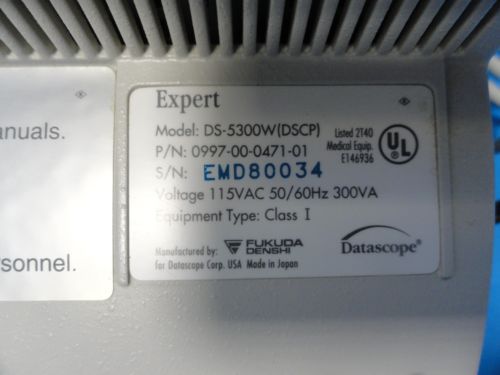 anuals.
rsonnel.
Expert
Model: DS-5300W(DSCP)
P/N: 0997-00-0471-01
S/N: EMD80034
Voltage 115VAC 50/60Hz 300VA
Equipment Type: Class I
Listed 2T40
Medical Equip.
E146936
UL
Manufactured by: FUKUDA DENSHI
for Datascope Corp. USA Made in Japan
Datascope®